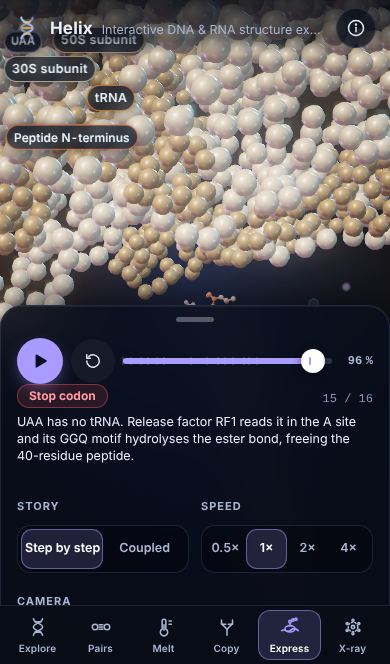 Helix Interactive DNA & RNA structure ex...
UAA 50S subunit
30S subunit
tRNA
Peptide N-terminus
96 %
Stop codon 15 / 16
UAA has no tRNA. Release factor RF1 reads it in the A site
and its GGQ motif hydrolyses the ester bond, freeing the
40-residue peptide.
STORY SPEED
Step by step Coupled 0.5× 1× 2× 4×
CAMERA
Explore Pairs Melt Copy Express X-ray